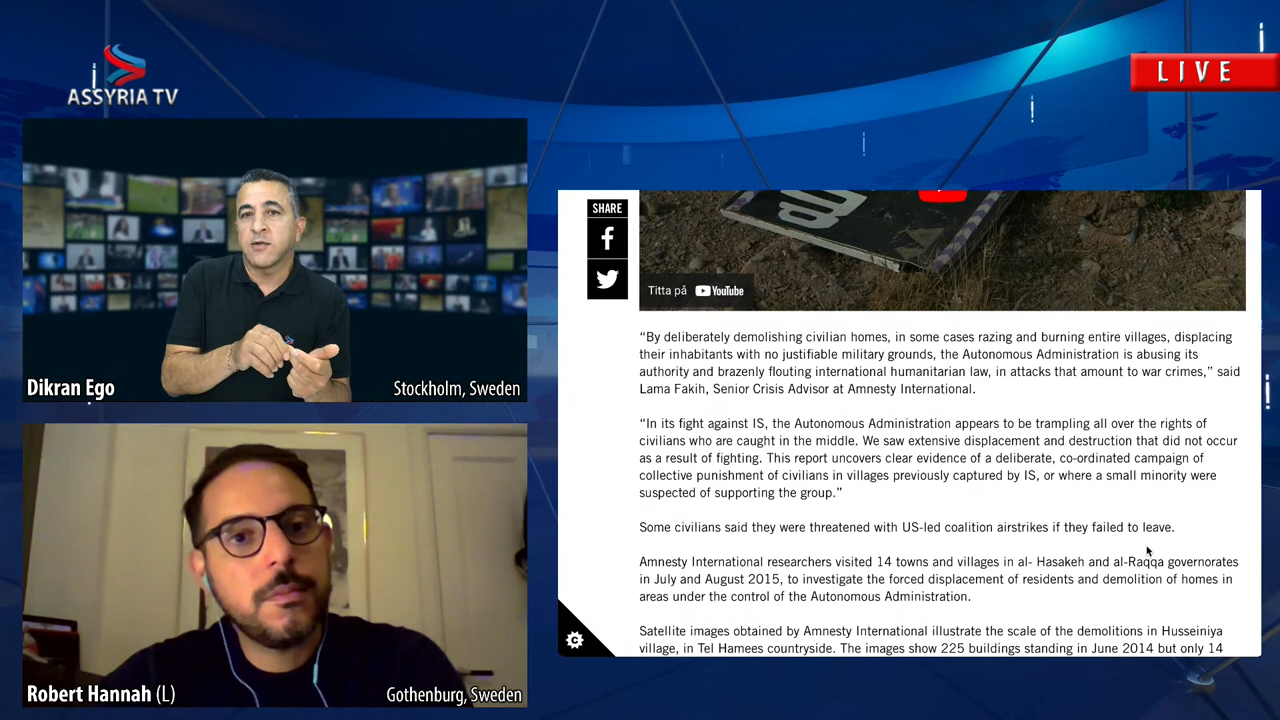 ASSYRIA TV
LIVE
Dikran Ego
Stockholm, Sweden
Robert Hannah (L)
Gothenburg, Sweden
SHARE
Titta på YouTube
“By deliberately demolishing civilian homes, in some cases razing and burning entire villages, displacing
their inhabitants with no justifiable military grounds, the Autonomous Administration is abusing its
authority and brazenly flouting international humanitarian law, in attacks that amount to war crimes,” said
Lama Fakih, Senior Crisis Advisor at Amnesty International.
“In its fight against IS, the Autonomous Administration appears to be trampling all over the rights of
civilians who are caught in the middle. We saw extensive displacement and destruction that did not occur
as a result of fighting. This report uncovers clear evidence of a deliberate, co-ordinated campaign of
collective punishment of civilians in villages previously captured by IS, or where a small minority were
suspected of supporting the group.”
Some civilians said they were threatened with US-led coalition airstrikes if they failed to leave.
Amnesty International researchers visited 14 towns and villages in al- Hasakeh and al-Raqqa governorates
in July and August 2015, to investigate the forced displacement of residents and demolition of homes in
areas under the control of the Autonomous Administration.
Satellite images obtained by Amnesty International illustrate the scale of the demolitions in Husseiniya
village, in Tel Hamees countryside. The images show 225 buildings standing in June 2014 but only 14